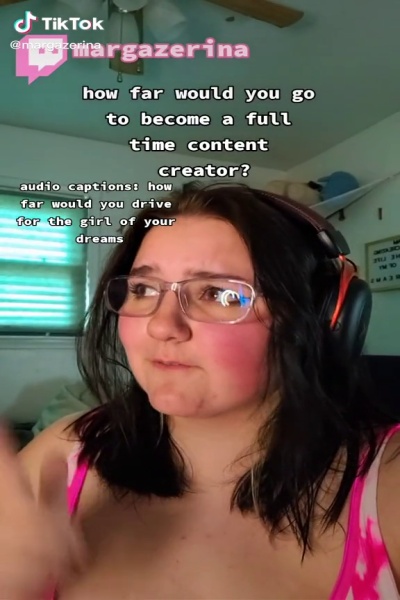 TikTok
@margazerina
margazerina
how far would you go
to become a full
time content
creator?
audio captions: how
far would you drive
for the girl of your
dreams